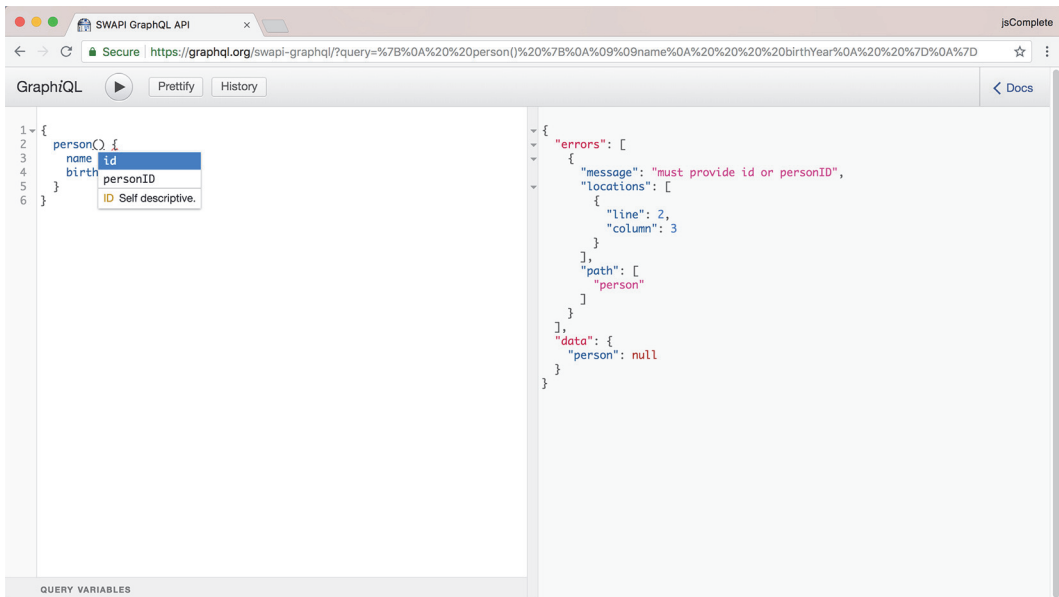 SWAPI GraphQL API
jsComplete
Secure https://graphql.org/swapi-graphql/?query=%7B%0A%20%20person()%20%7B%0A%09%09name%0A%20%20%20%20birthYear%0A%20%20%7D%0A%7D
GraphiQL Prettify History Docs
1 {
2 person() {
3 name
4 birth
5 }
6 }
id
personID
ID Self descriptive.
{
"errors": [
{
"message": "must provide id or personID",
"locations": [
{
"line": 2,
"column": 3
}
],
"path": [
"person"
]
}
],
"data": {
"person": null
}
}
QUERY VARIABLES